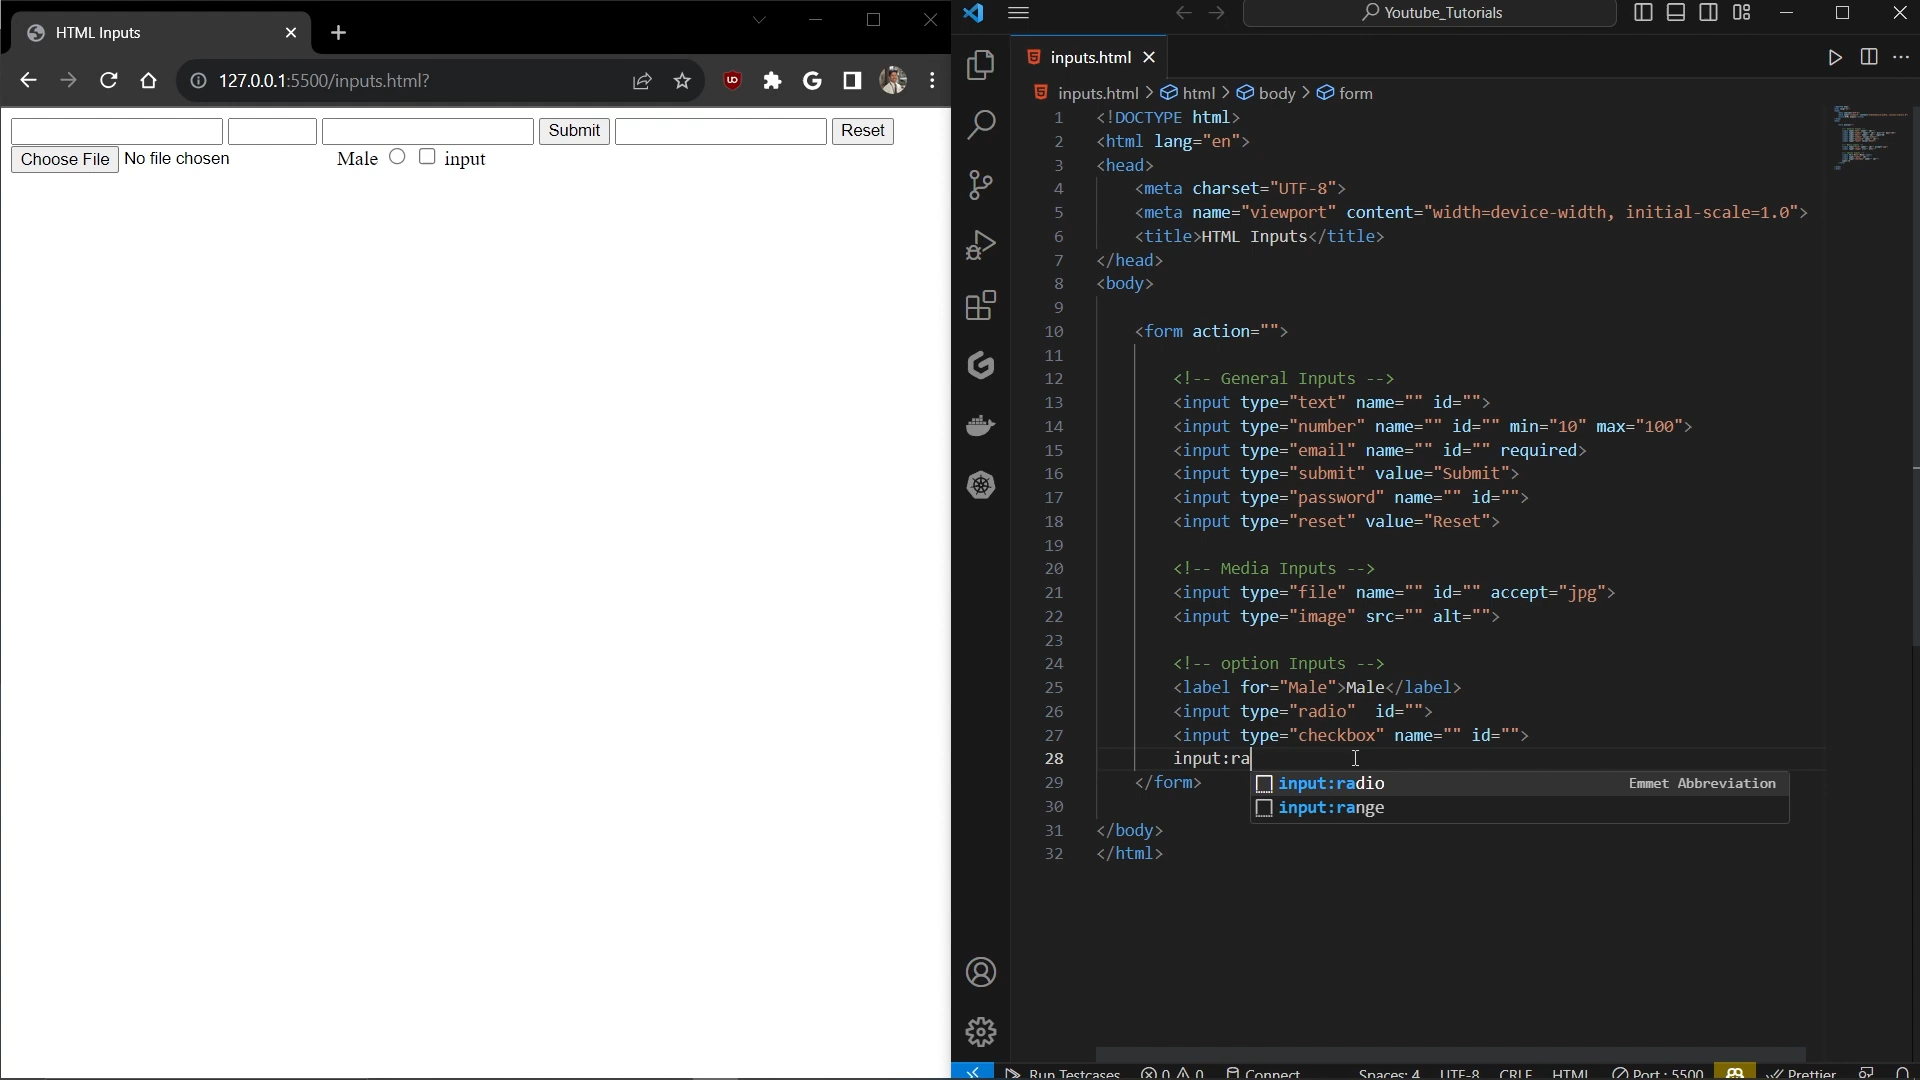 HTML Inputs
127.0.0.1:5500/inputs.html?
Submit
Reset
Choose File No file chosen
Male
input
Youtube_Tutorials
inputs.html
inputs.html > html > body > form
1 <!DOCTYPE html>
2 <html lang="en">
3 <head>
4 <meta charset="UTF-8">
5 <meta name="viewport" content="width=device-width, initial-scale=1.0">
6 <title>HTML Inputs</title>
7 </head>
8 <body>
9
10 <form action="">
11
12 <!-- General Inputs -->
13 <input type="text" name="" id="">
14 <input type="number" name="" id="" min="10" max="100">
15 <input type="email" name="" id="" required>
16 <input type="submit" value="Submit">
17 <input type="password" name="" id="">
18 <input type="reset" value="Reset">
19
20 <!-- Media Inputs -->
21 <input type="file" name="" id="" accept="jpg">
22 <input type="image" src="" alt="">
23
24 <!-- option Inputs -->
25 <label for="Male">Male</label>
26 <input type="radio"  id="">
27 <input type="checkbox" name="" id="">
28 input:ra
29 </form>
input:radio Emmet Abbreviation
30
input:range
31 </body>
32 </html>
Run Testcases 0 0 Connect Spaces: 4 UTF-8 CRLF HTML Port : 5500 Prettier